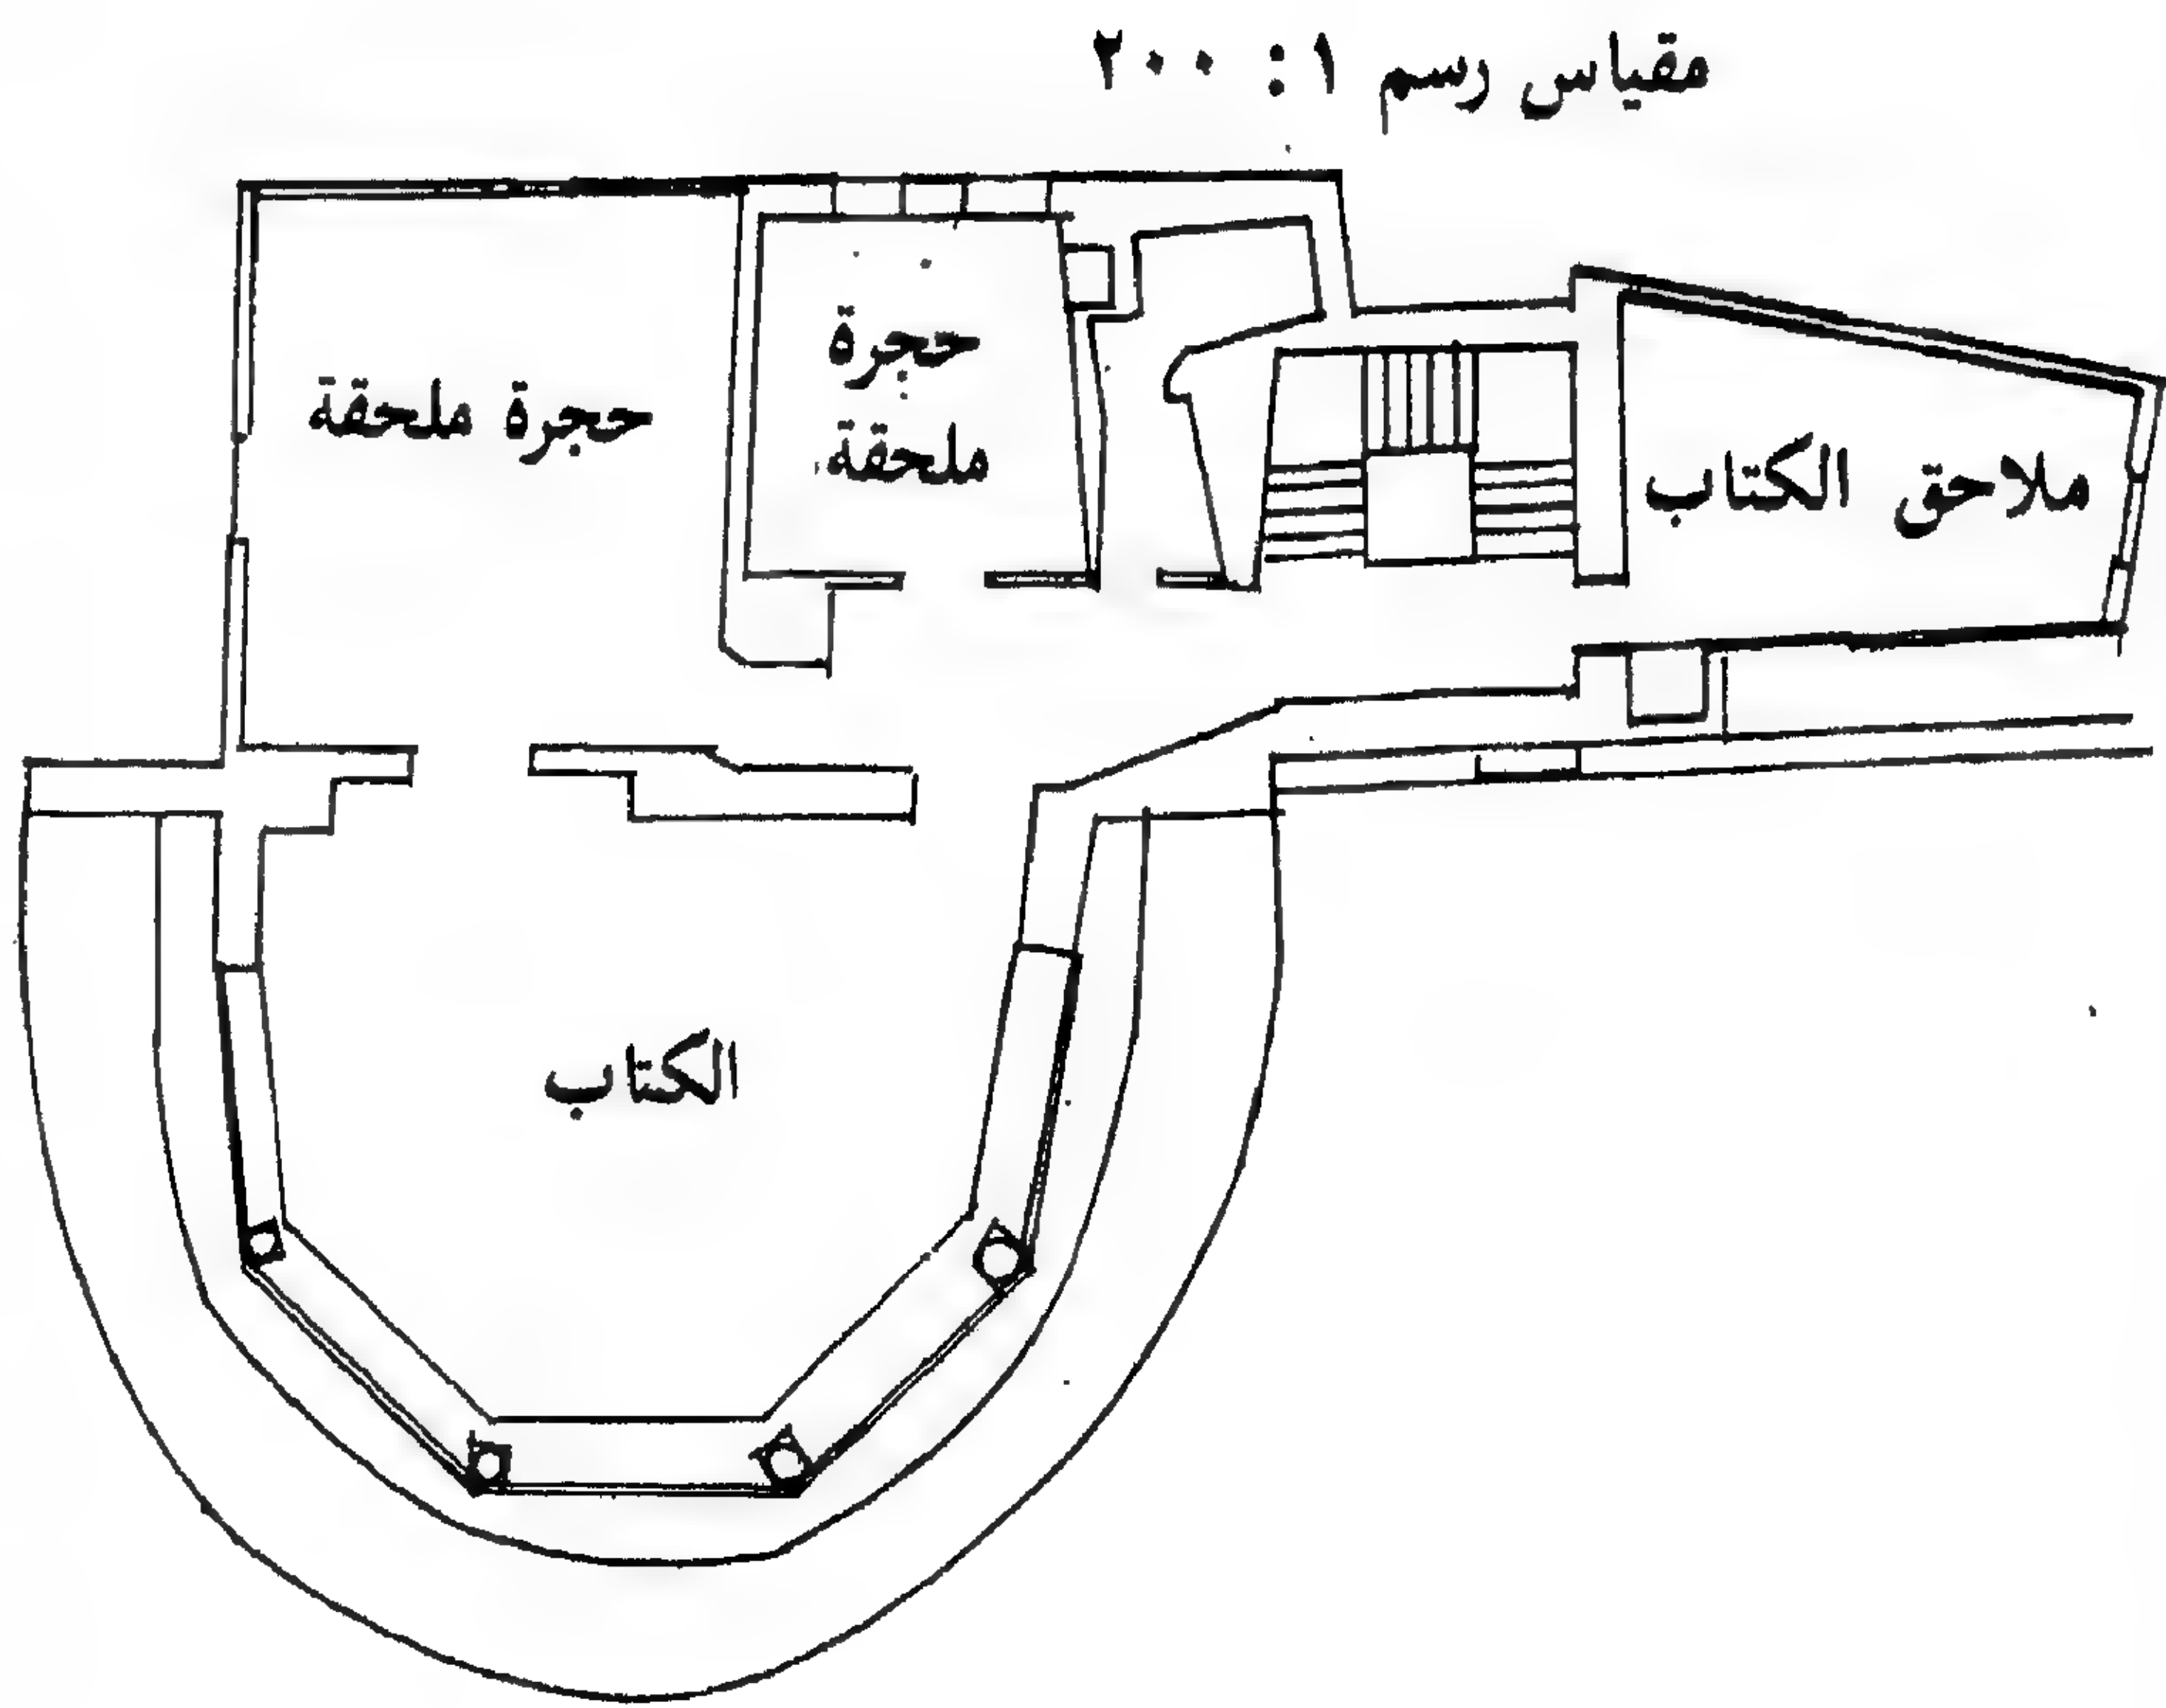 مقياس رسم ١ : ٢٠٠
حجرة
ملحقة
حجرة ملحقة
ملاحق الكتاب
الكتاب